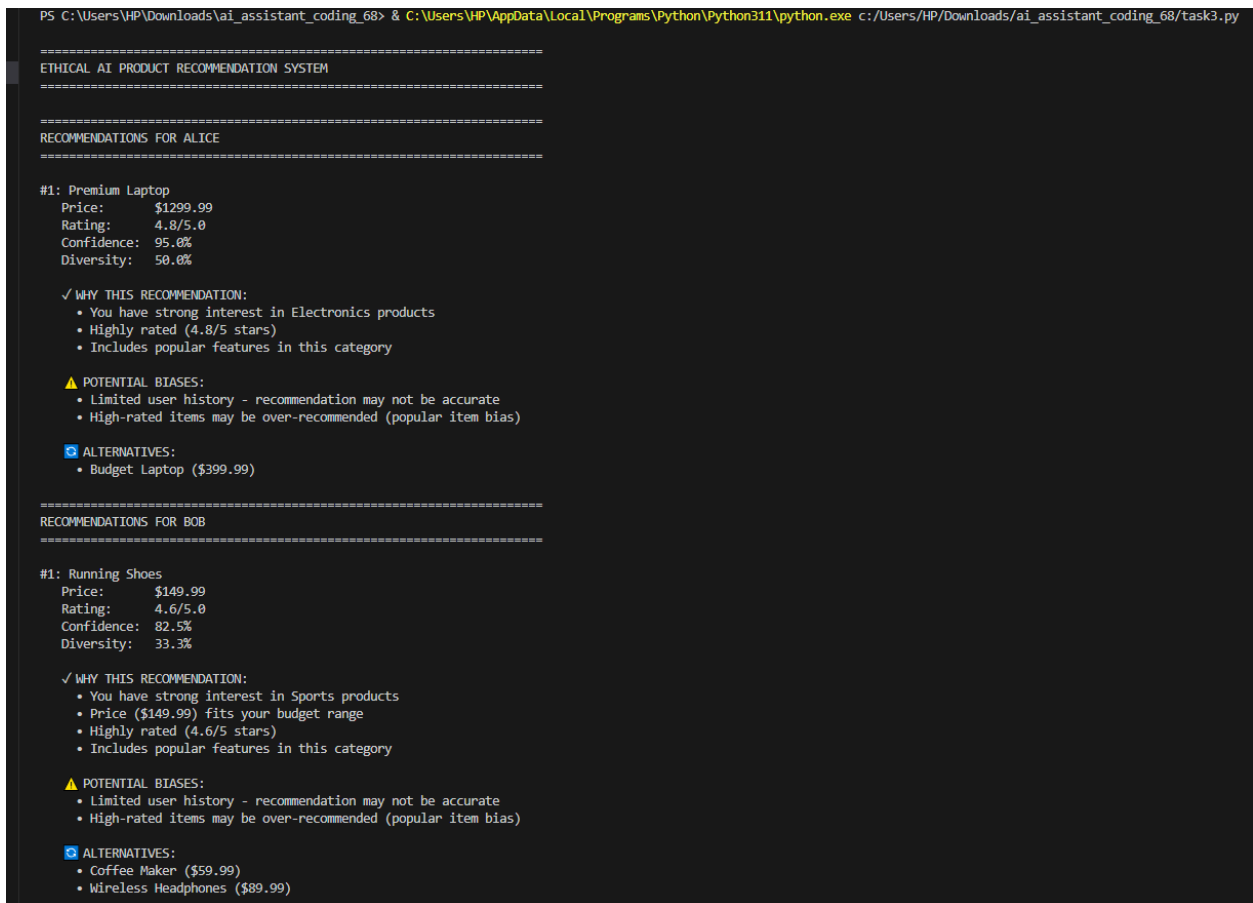 PS C:\Users\HP\Downloads\ai_assistant_coding_68> & C:\Users\HP\AppData\Local\Programs\Python\Python311\python.exe c:/Users/HP/Downloads/ai_assistant_coding_68/task3.py
======================================================================
ETHICAL AI PRODUCT RECOMMENDATION SYSTEM
======================================================================
======================================================================
RECOMMENDATIONS FOR ALICE
======================================================================
#1: Premium Laptop
Price: $1299.99
Rating: 4.8/5.0
Confidence: 95.0%
Diversity: 50.0%
✓ WHY THIS RECOMMENDATION:
• You have strong interest in Electronics products
• Highly rated (4.8/5 stars)
• Includes popular features in this category
⚠️ POTENTIAL BIASES:
• Limited user history - recommendation may not be accurate
• High-rated items may be over-recommended (popular item bias)
🔄 ALTERNATIVES:
• Budget Laptop ($399.99)
======================================================================
RECOMMENDATIONS FOR BOB
======================================================================
#1: Running Shoes
Price: $149.99
Rating: 4.6/5.0
Confidence: 82.5%
Diversity: 33.3%
✓ WHY THIS RECOMMENDATION:
• You have strong interest in Sports products
• Price ($149.99) fits your budget range
• Highly rated (4.6/5 stars)
• Includes popular features in this category
⚠️ POTENTIAL BIASES:
• Limited user history - recommendation may not be accurate
• High-rated items may be over-recommended (popular item bias)
🔄 ALTERNATIVES:
• Coffee Maker ($59.99)
• Wireless Headphones ($89.99)